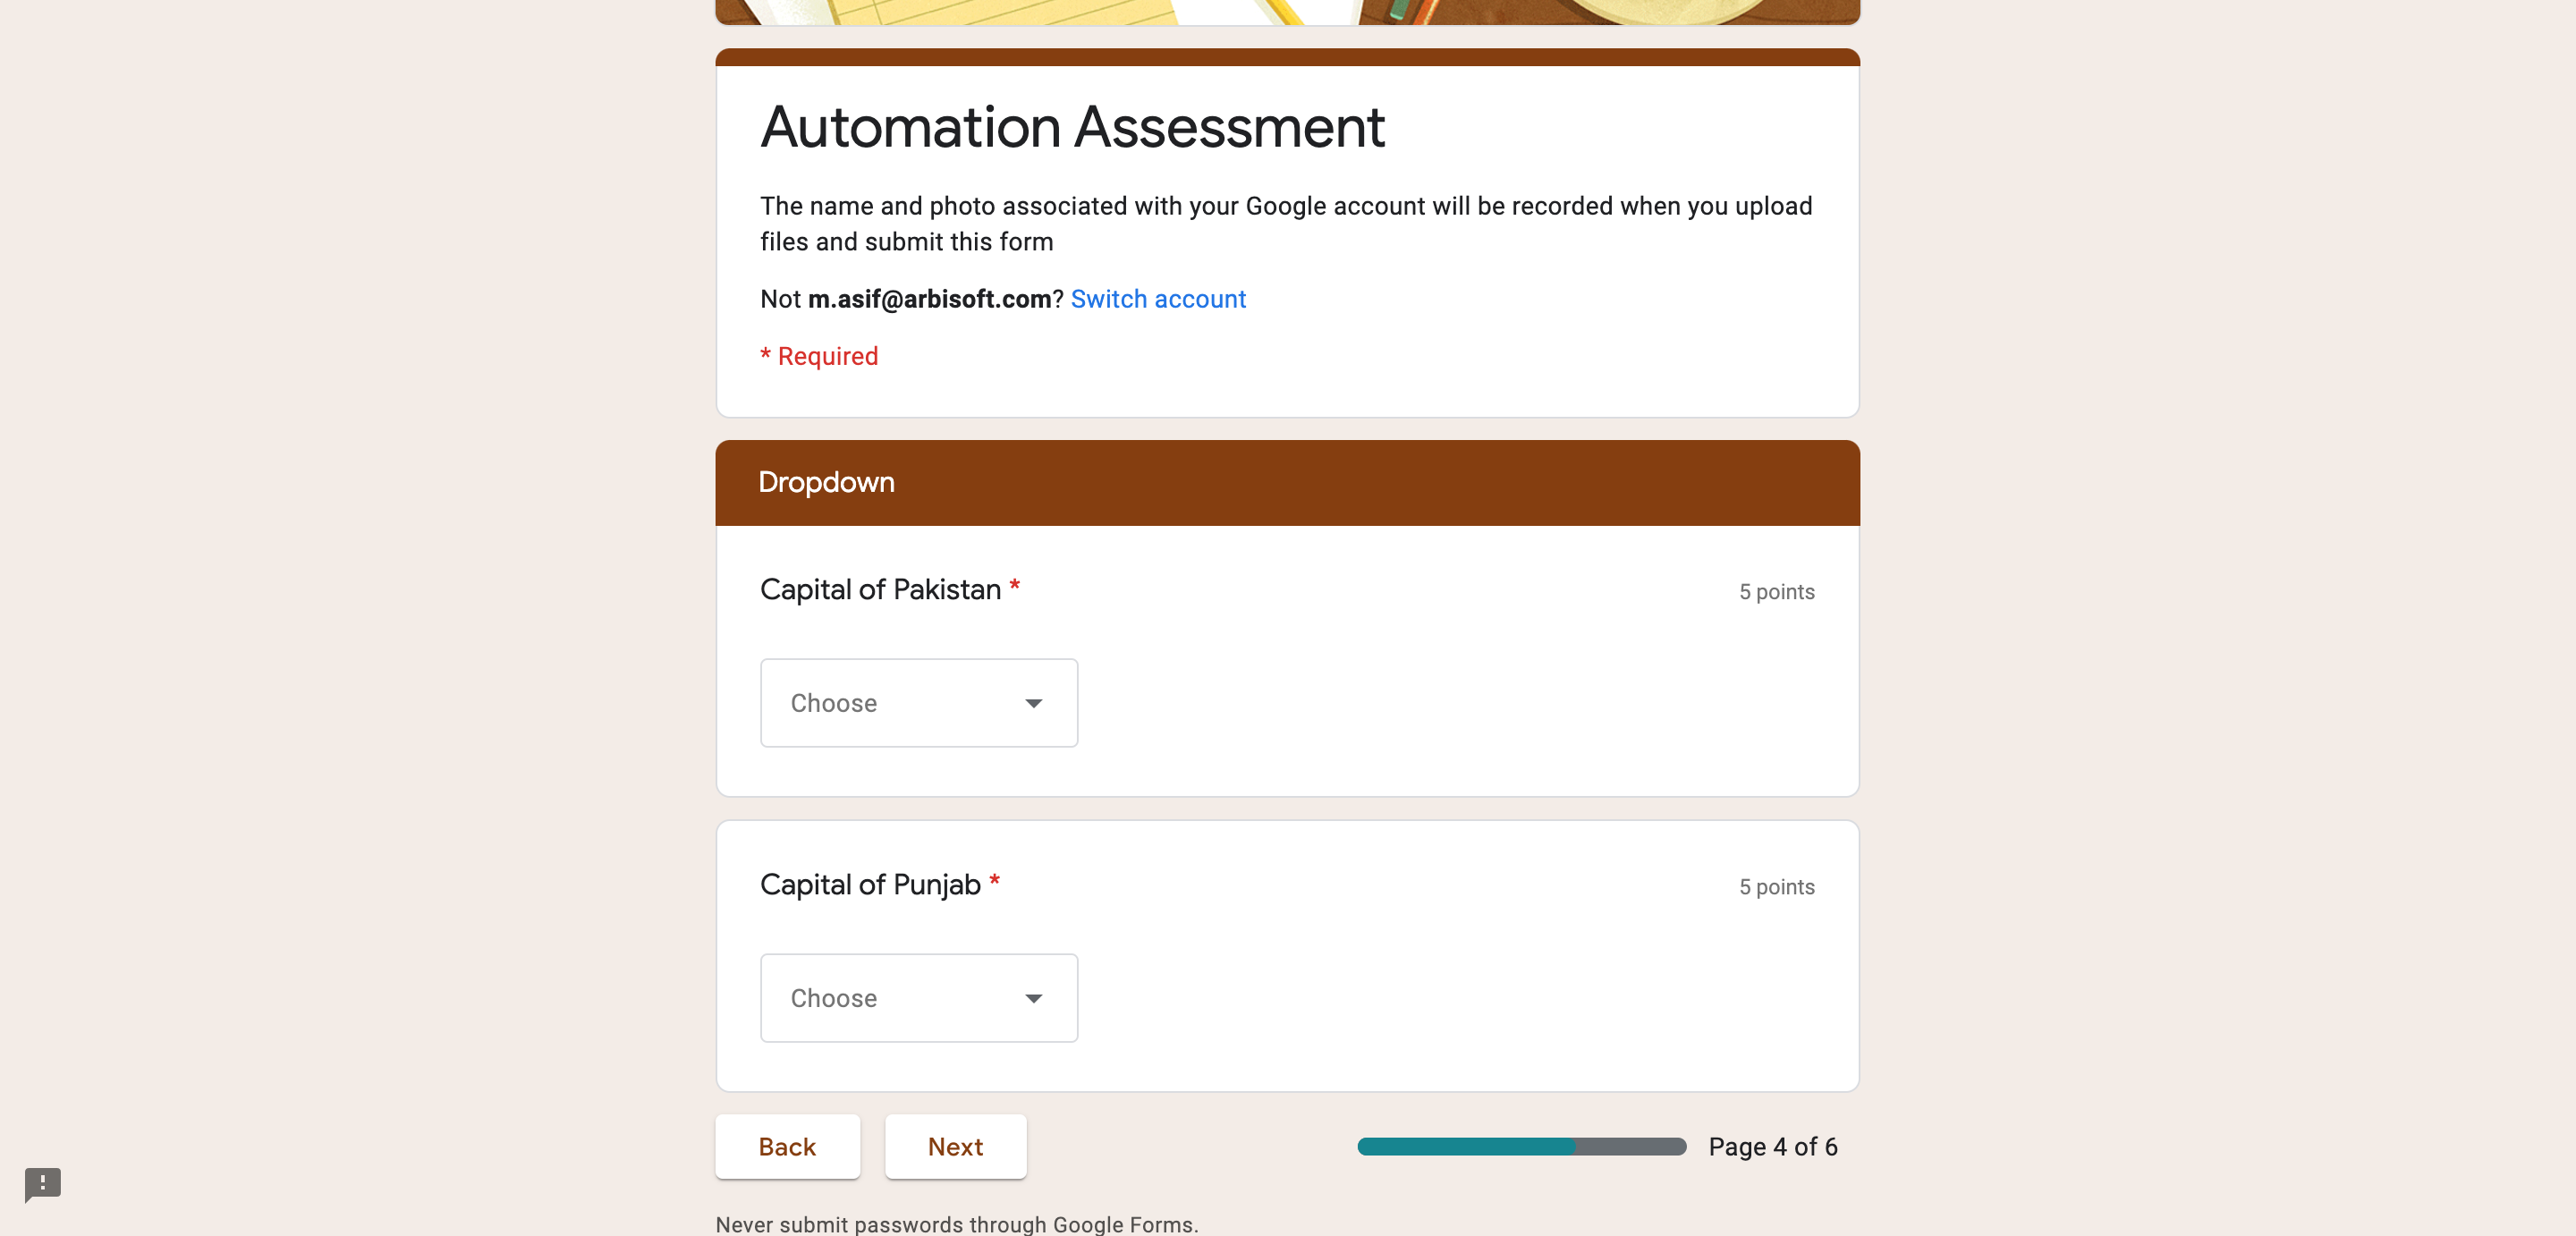 Automation Assessment
The name and photo associated with your Google account will be recorded when you upload
files and submit this form
Not m.asif@arbisoft.com? Switch account
* Required
Dropdown
Capital of Pakistan *
5 points
Choose
Capital of Punjab *
5 points
Choose
Back
Next
Page 4 of 6
Never submit passwords through Google Forms.